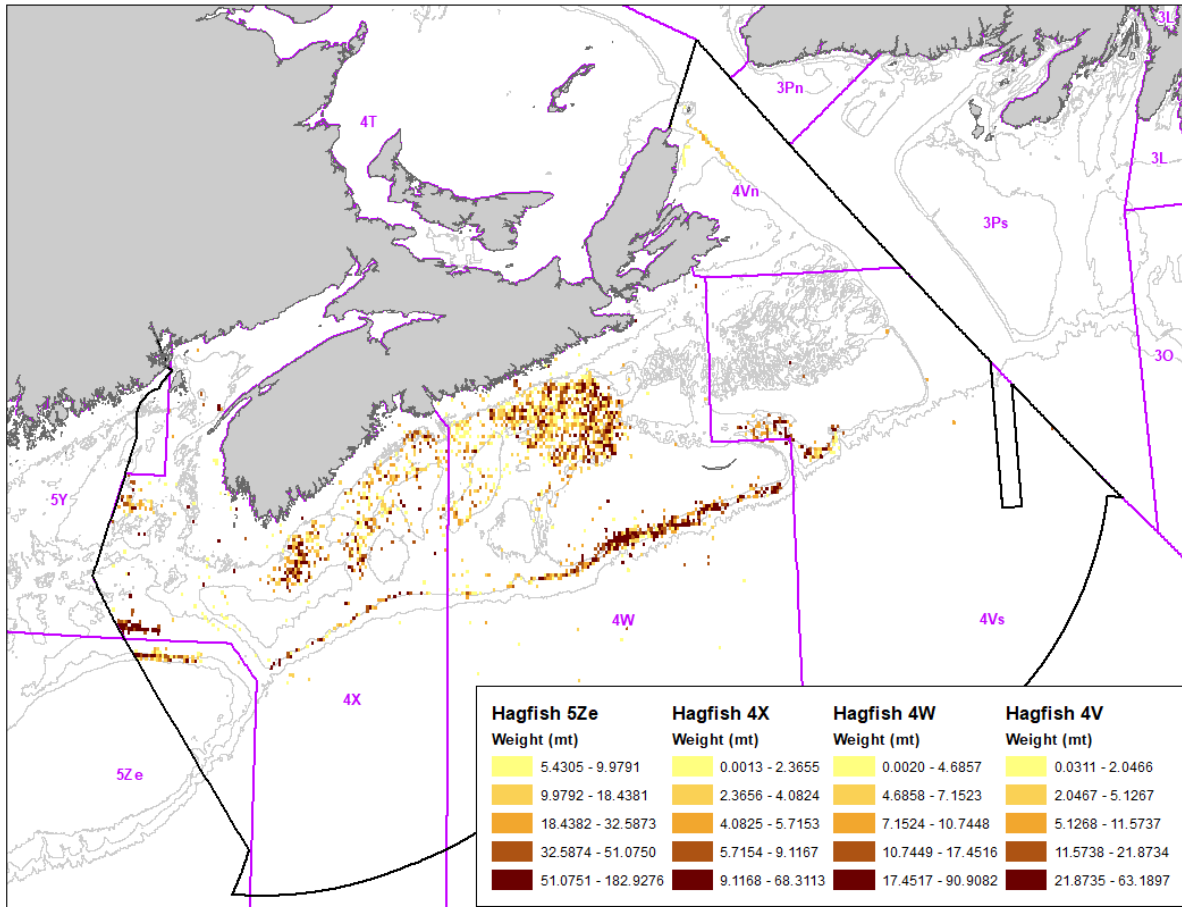 3L
3Pn
4T
3L
4Vn
3Ps
3O
5Y
4W
4Vs
4X
5Ze
Hagfish 5Ze Hagfish 4X Hagfish 4W Hagfish 4V
Weight (mt) Weight (mt) Weight (mt) Weight (mt)
5.4305 - 9.9791 0.0013 - 2.3655 0.0020 - 4.6857 0.0311 - 2.0466
9.9792 - 18.4381 2.3656 - 4.0824 4.6858 - 7.1523 2.0467 - 5.1267
18.4382 - 32.5873 4.0825 - 5.7153 7.1524 - 10.7448 5.1268 - 11.5737
32.5874 - 51.0750 5.7154 - 9.1167 10.7449 - 17.4516 11.5738 - 21.8734
51.0751 - 182.9276 9.1168 - 68.3113 17.4517 - 90.9082 21.8735 - 63.1897